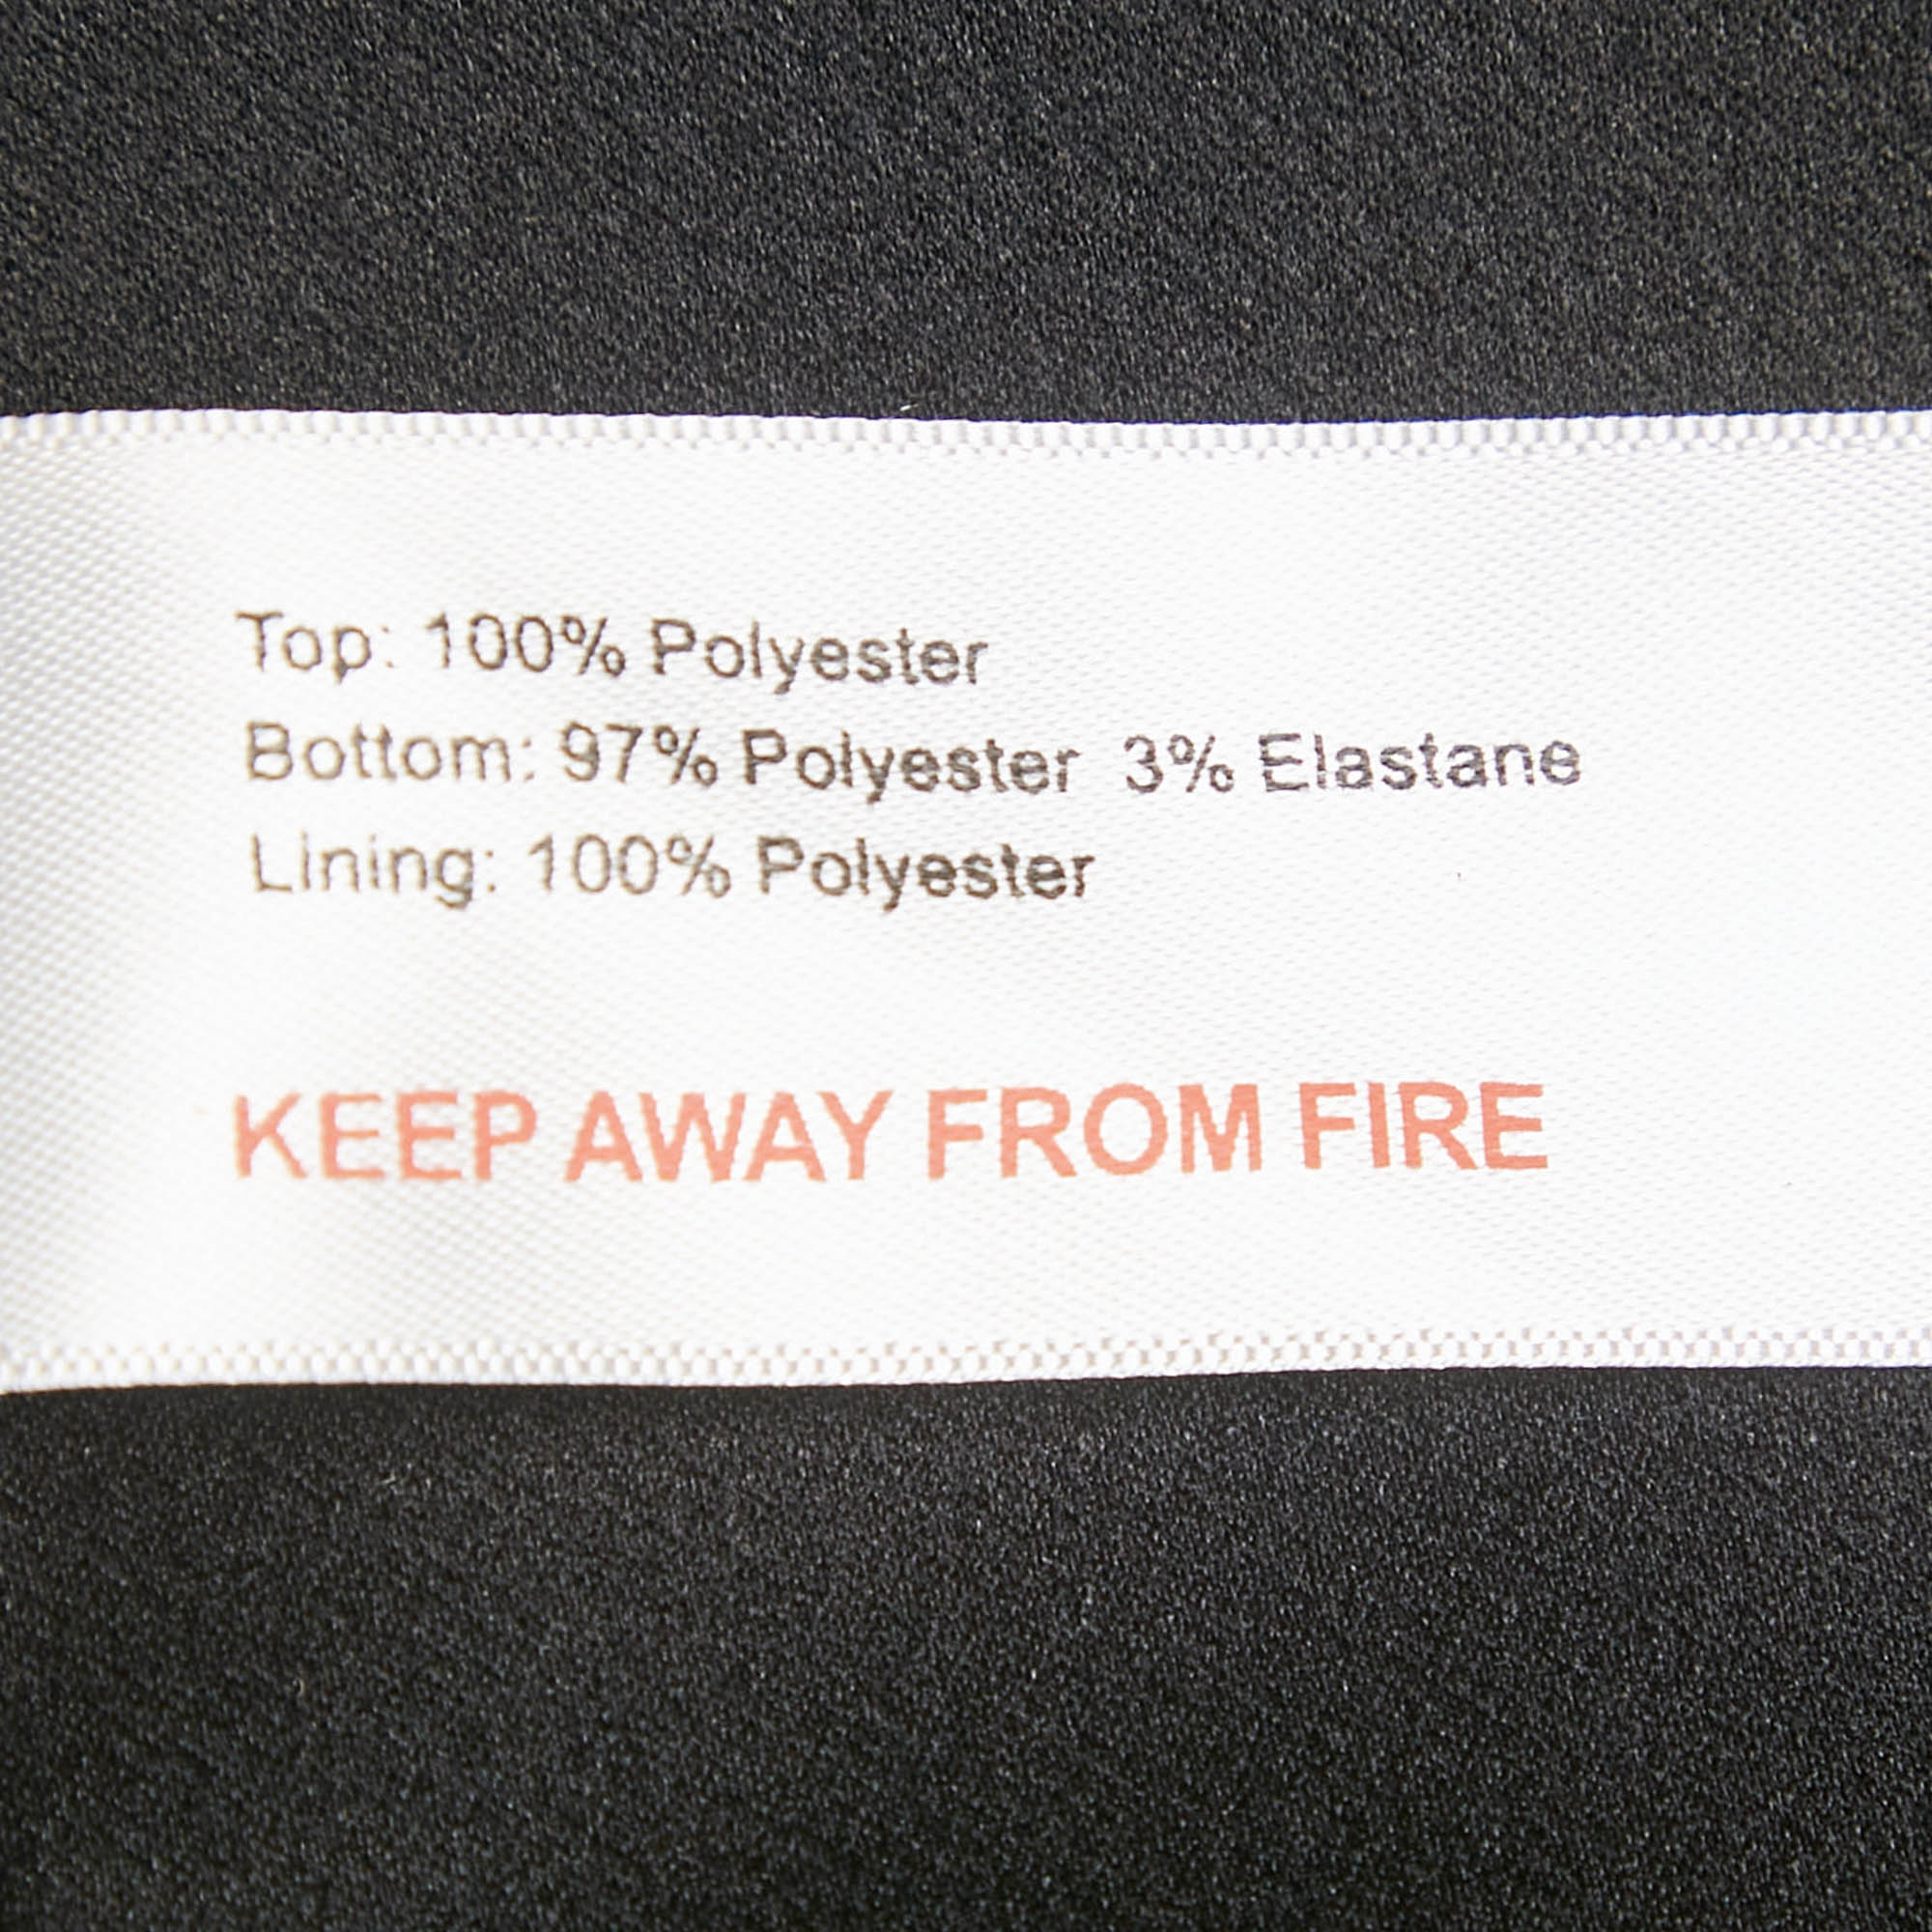 Top: 100% Polyester
Bottom: 97% Polyester 3% Elastane
Lining: 100% Polyester
KEEP AWAY FROM FIRE